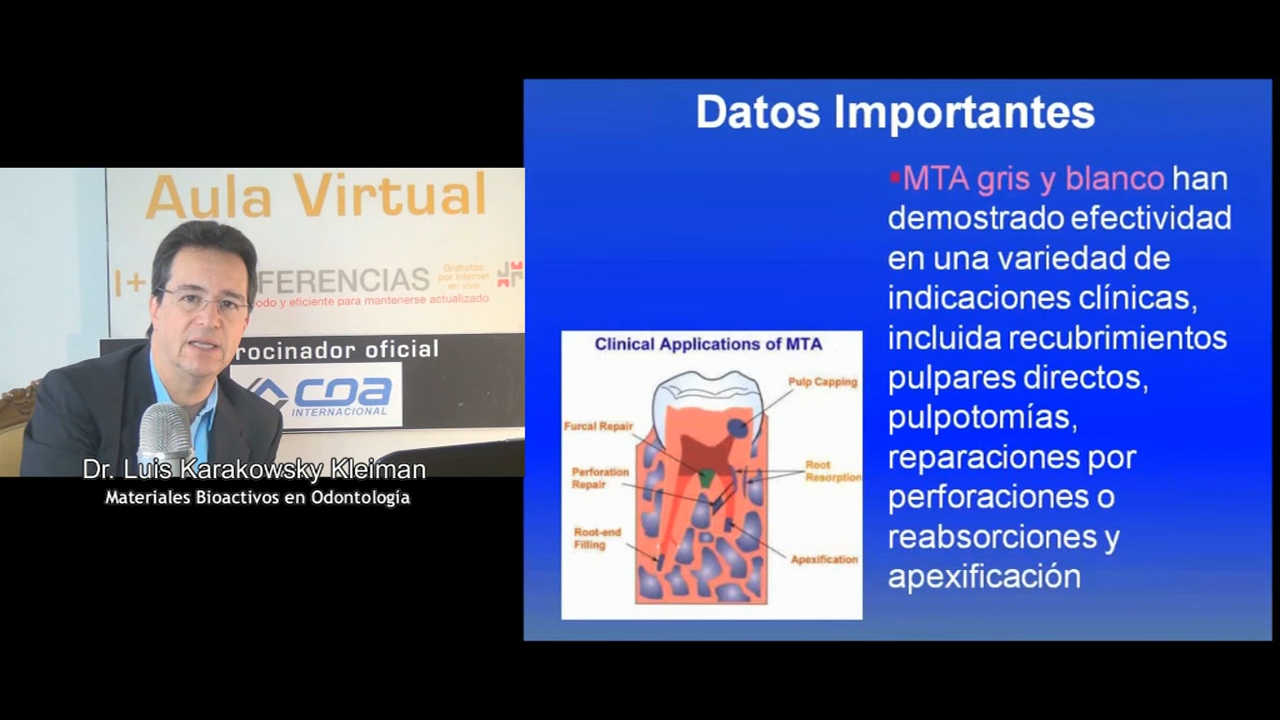 Aula Virtual
FERENCIAS
Gratuitas
por internet
en vivo
odo y eficiente para mantenerse actualizado
rocinador oficial
coa
INTERNACIONAL
Dr. Luis Karakowsky Kleiman
Materiales Bioactivos en Odontología
Datos Importantes
MTA gris y blanco han
demostrado efectividad
en una variedad de
indicaciones clínicas,
incluida recubrimientos
pulpares directos,
pulpotomías,
reparaciones por
perforaciones o
reabsorciones y
apexificación
Clinical Applications of MTA
Pulp Capping
Furcal Repair
Perforation
Repair
Root
Resorption
Root-end
Filling
Apexification